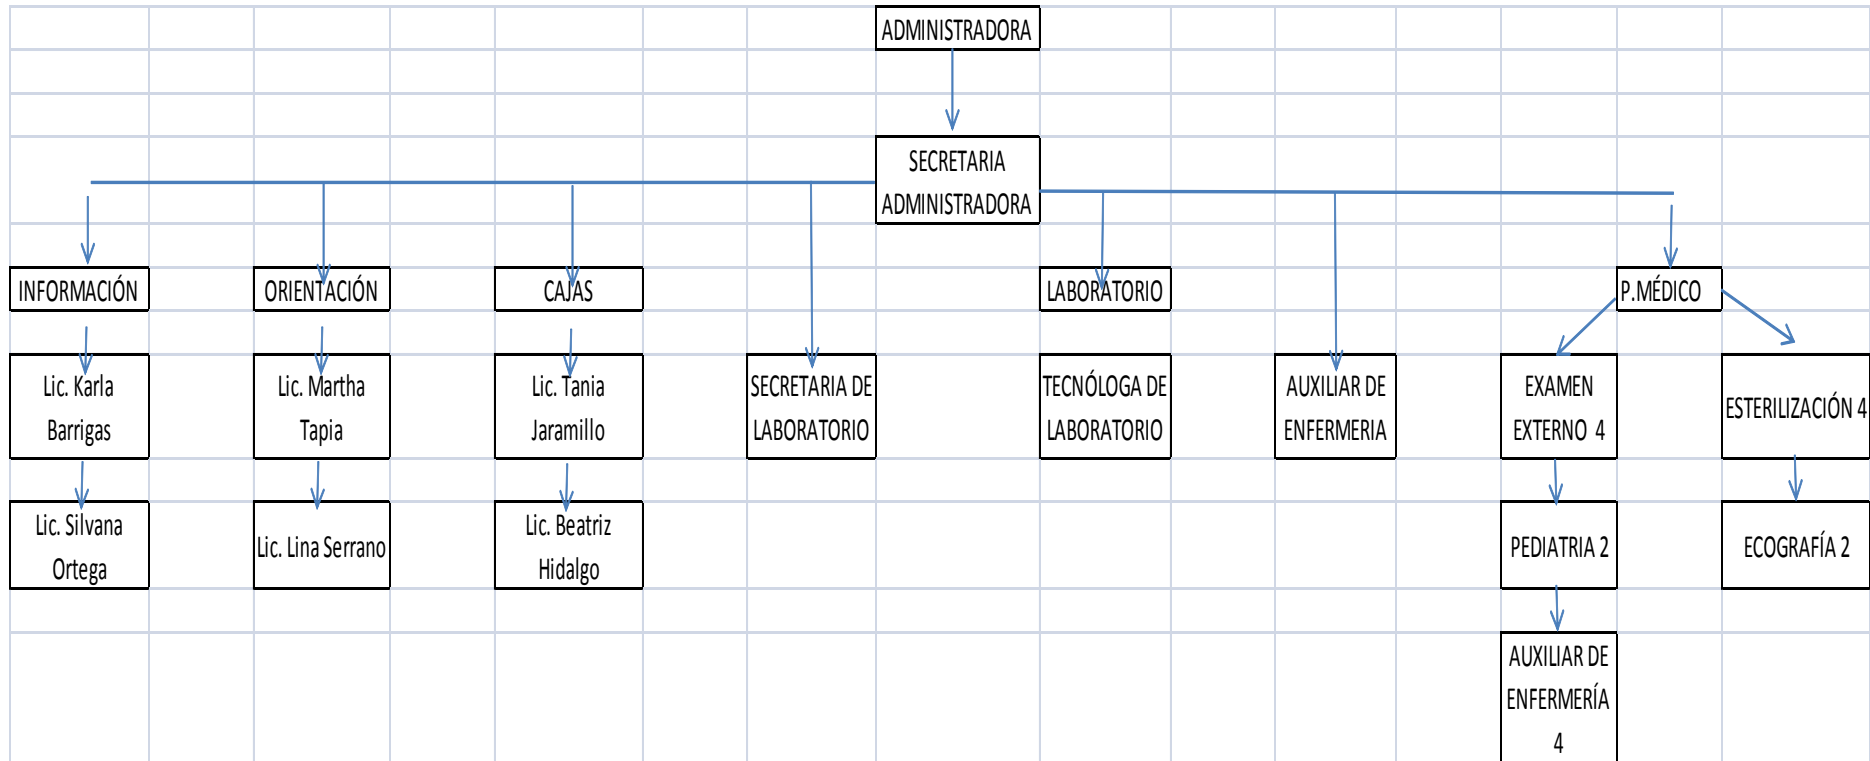 ADMINISTRADORA
SECRETARIA
ADMINISTRADORA
INFORMACIÓN
ORIENTACIÓN
CAJAS
LABORATORIO
P.MÉDICO
Lic. Karla
Barrigas
Lic. Martha
Tapia
Lic. Tania
Jaramillo
SECRETARIA DE
LABORATORIO
TECNÓLOGA DE
LABORATORIO
AUXILIAR DE
ENFERMERIA
EXAMEN
EXTERNO 4
ESTERILIZACIÓN 4
Lic. Silvana
Ortega
Lic. Lina Serrano
Lic. Beatriz
Hidalgo
PEDIATRIA 2
ECOGRAFÍA 2
AUXILIAR DE
ENFERMERÍA
4